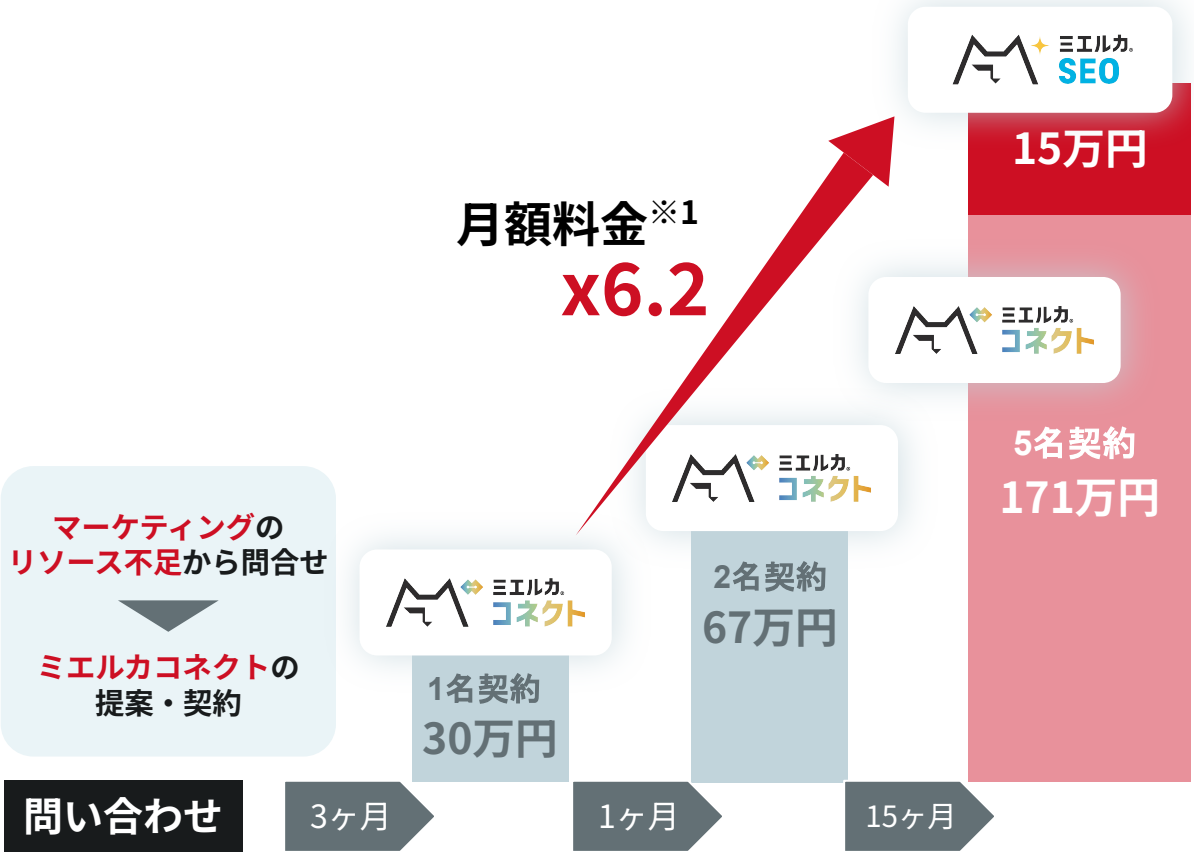 ミエルカ®
SEO
15万円
月額料金※1
x6.2
ミエルカ®
コネクト
5名契約
171万円
ミエルカ®
コネクト
2名契約
67万円
マーケティングの
リソース不足から問合せ
ミエルカコネクトの
提案・契約
ミエルカ®
コネクト
1名契約
30万円
問い合わせ
3ヶ月
1ヶ月
15ヶ月